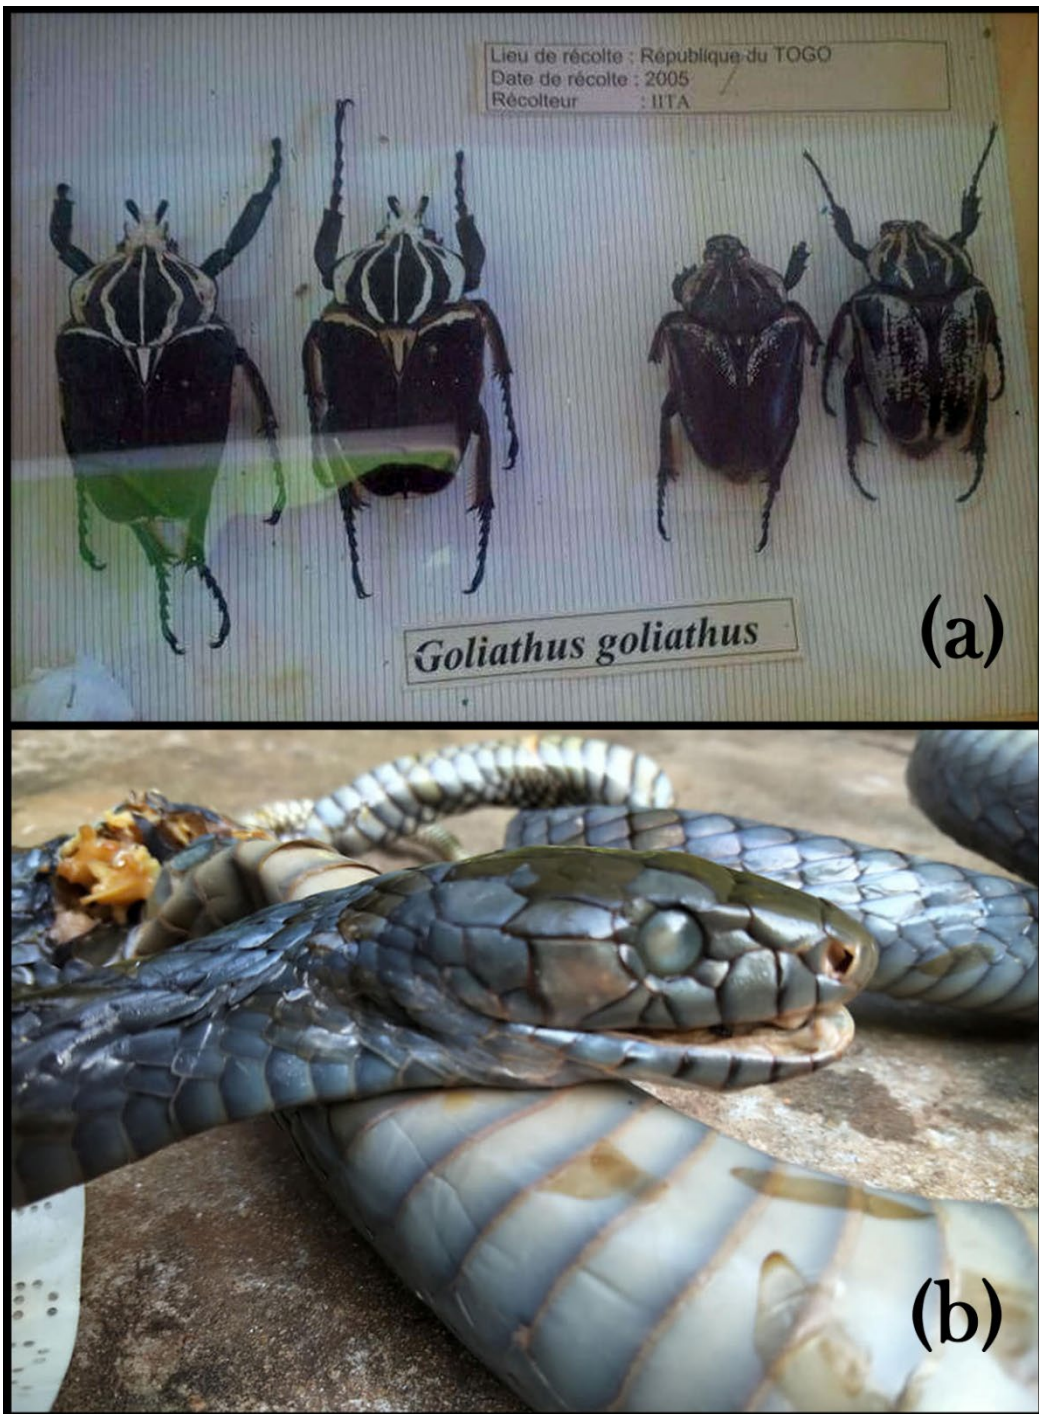 Lieu de récolte : République du TOGO
Date de récolte : 2005
Récolteur : IITA
Goliathus goliathus
(a)
(b)